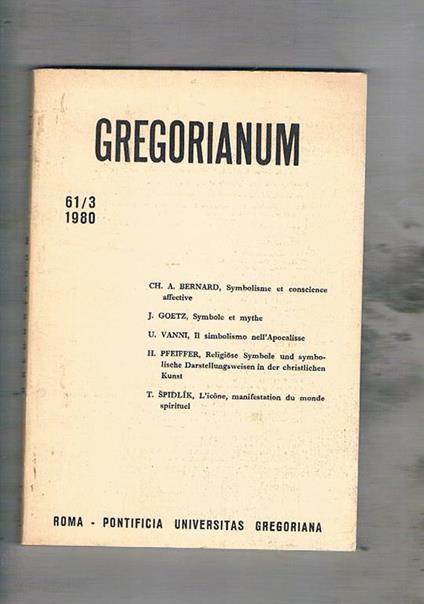 GREGORIANUM
61/3
1980
CH. A. BERNARD, Symbolisme et conscience
affective
J. GOETZ, Symbole et mythe
U. VANNI, Il simbolismo nell'Apocalisse
H. PFEIFFER, Religiöse Symbole und symbo-
lische Darstellungsweisen in der christlichen
Kunst
T. ŠPIDLÍK, L'icône, manifestation du monde
spirituel
ROMA - PONTIFICIA UNIVERSITAS GREGORIANA